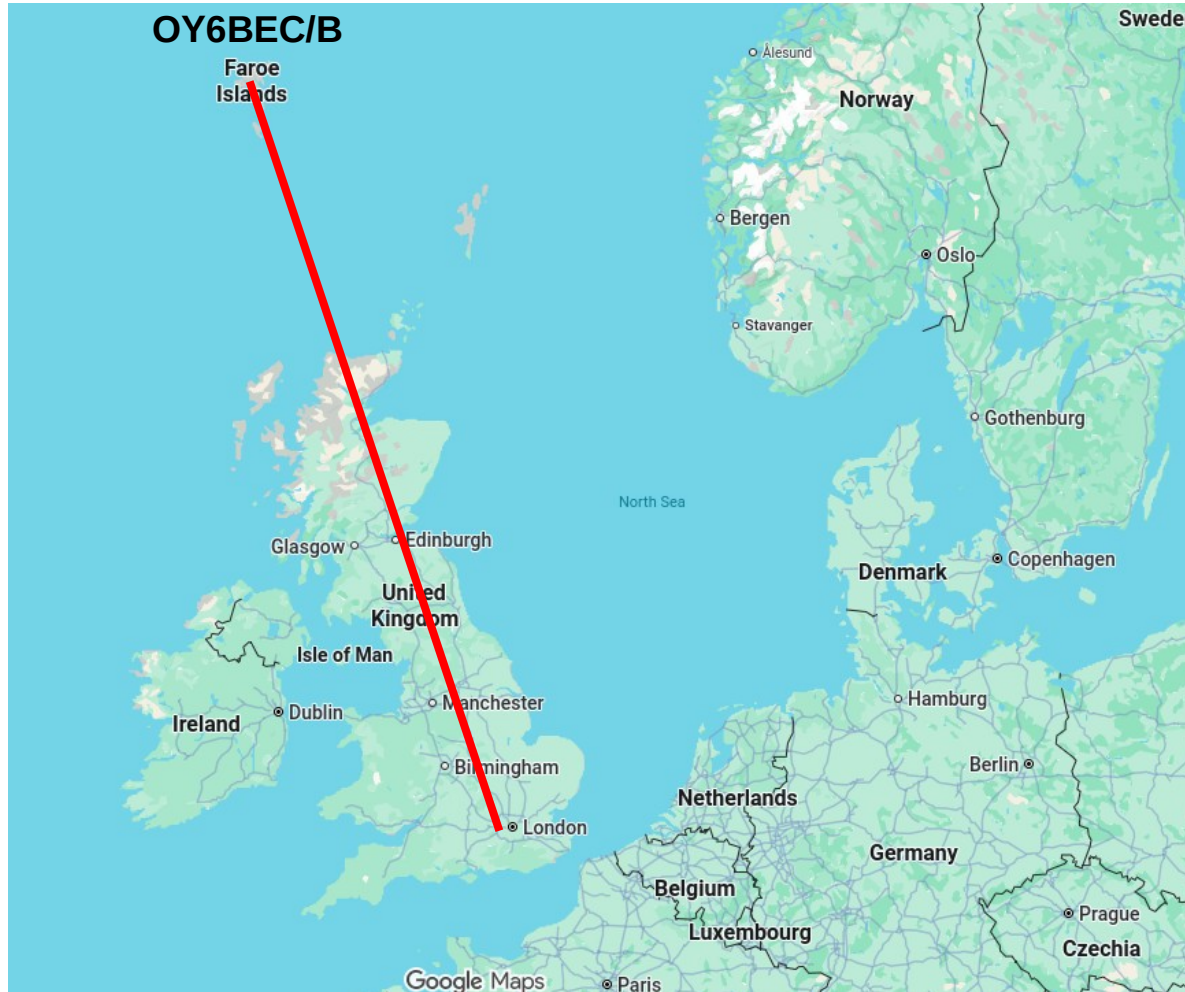 OY6BEC/B
Swede
Faroe
Islands
Ålesund
Norway
Bergen
Oslo
Stavanger
Gothenburg
North Sea
Glasgow
Edinburgh
Copenhagen
Denmark
United
Kingdom
Isle of Man
Hamburg
Manchester
Dublin
Ireland
Birmingham
Berlin
Netherlands
London
Germany
Belgium
Prague
Luxembourg
Czechia
Google Maps
Paris